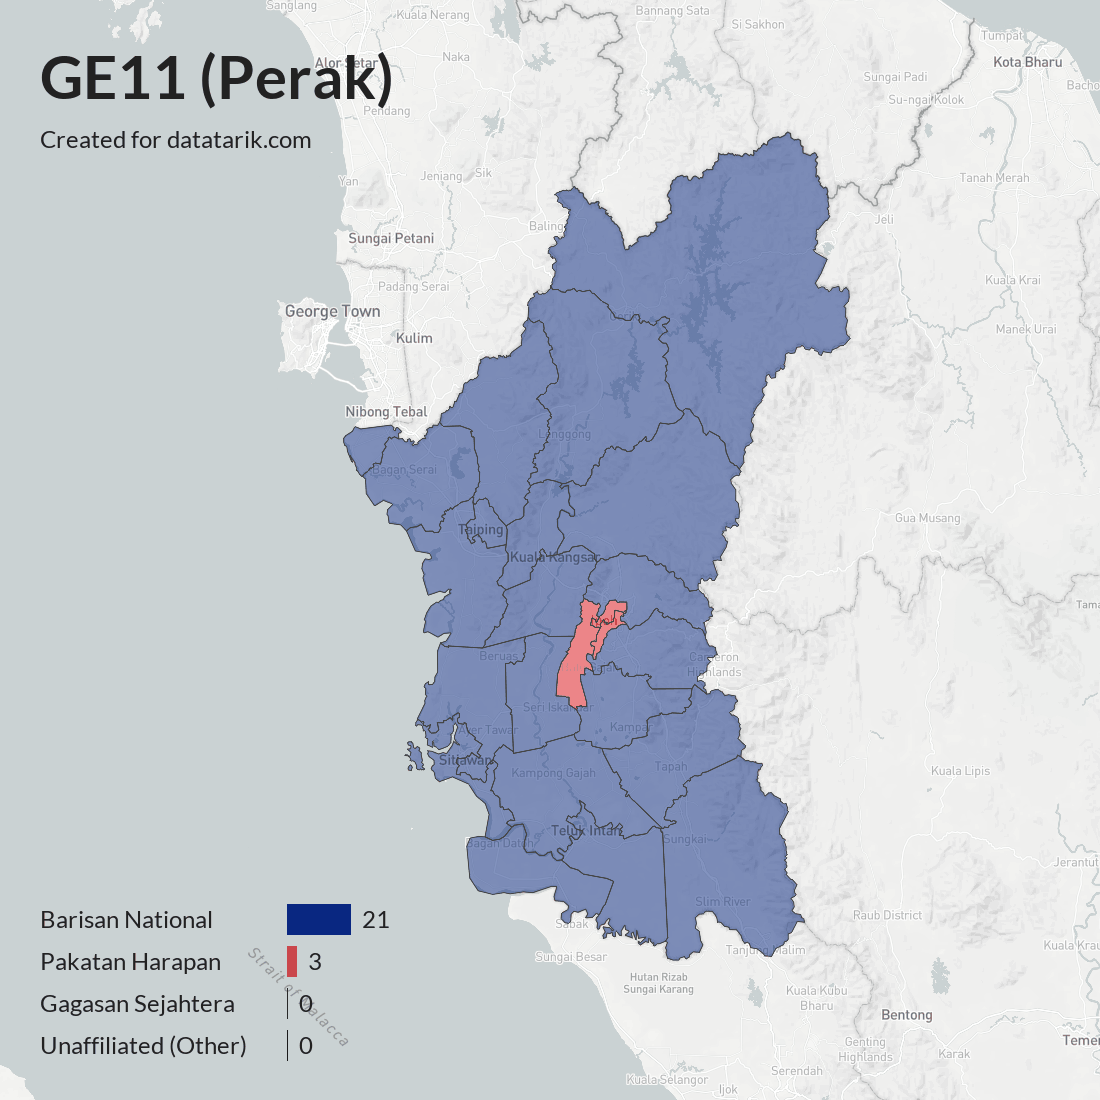 Sanglang
Kuala Nerang
Bannang Sata
Si Sakhon
Tumpat
Naka
Kota Bharu
Alor Setar
GE11 (Perak)
Sungai Padi
Bacho
Su-ngai Kolok
Pendang
Created for datatarik.com
Yan
Jeniang
Sik
Tanah Merah
Jeli
Baling
Sungai Petani
Padang Serai
Kuala Krai
George Town
Manek Urai
Kulim
Nibong Tebal
Lenggong
Bagan Serai
Gua Musang
Taiping
Kuala Kangsar
Tama
Ipoh
Beruas
Cameron
Highlands
Seri Iskandar
Ayer Tawar
Kampar
Sitiawan
Kampong Gajah
Tapah
Kuala Lipis
Teluk Intan
Bagan Datoh
Sungkai
Jerantut
Slim River
Raub District
Barisan National
21
Sabak
Sungai Besar
Tanjung Malim
Kuala Krau
Pakatan Harapan
3
Hutan Rizab
Sungai Karang
Kuala Kubu
Bharu
Strait of Malacca
Gagasan Sejahtera
0
Bentong
Unaffiliated (Other)
0
Genting
Highlands
Karak
Temer
Serendah
Kuala Selangor
Ijok